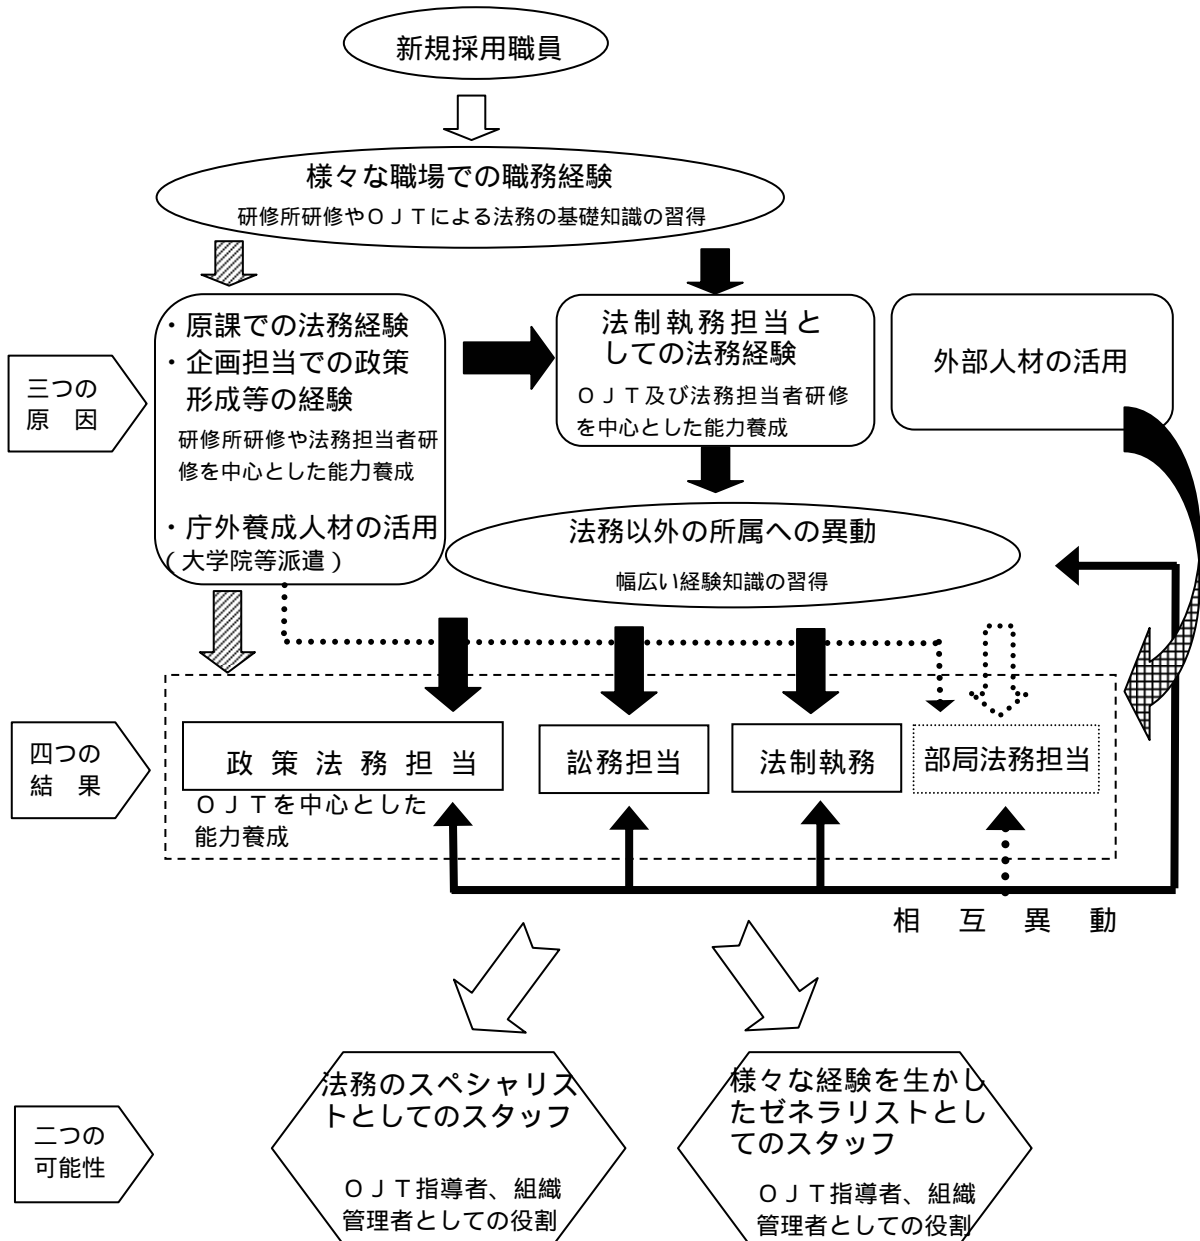 新規採用職員
様々な職場での職務経験
研修所研修やＯＪＴによる法務の基礎知識の習得
三つの
原　因
・原課での法務経験
・企画担当での政策
形成等の経験
研修所研修や法務担当者研
修を中心とした能力養成
・庁外養成人材の活用
（大学院等派遣）
法制執務担当と
しての法務経験
ＯＪＴ及び法務担当者研修
を中心とした能力養成
外部人材の活用
法務以外の所属への異動
幅広い経験知識の習得
四つの
結　果
政策法務担当
ＯＪＴを中心とした
能力養成
訟務担当
法制執務
部局法務担当
相互異動
二つの
可能性
法務のスペシャリス
トとしてのスタッフ
ＯＪＴ指導者、組織
管理者としての役割
様々な経験を生かし
たゼネラリストとし
てのスタッフ
ＯＪＴ指導者、組織
管理者としての役割